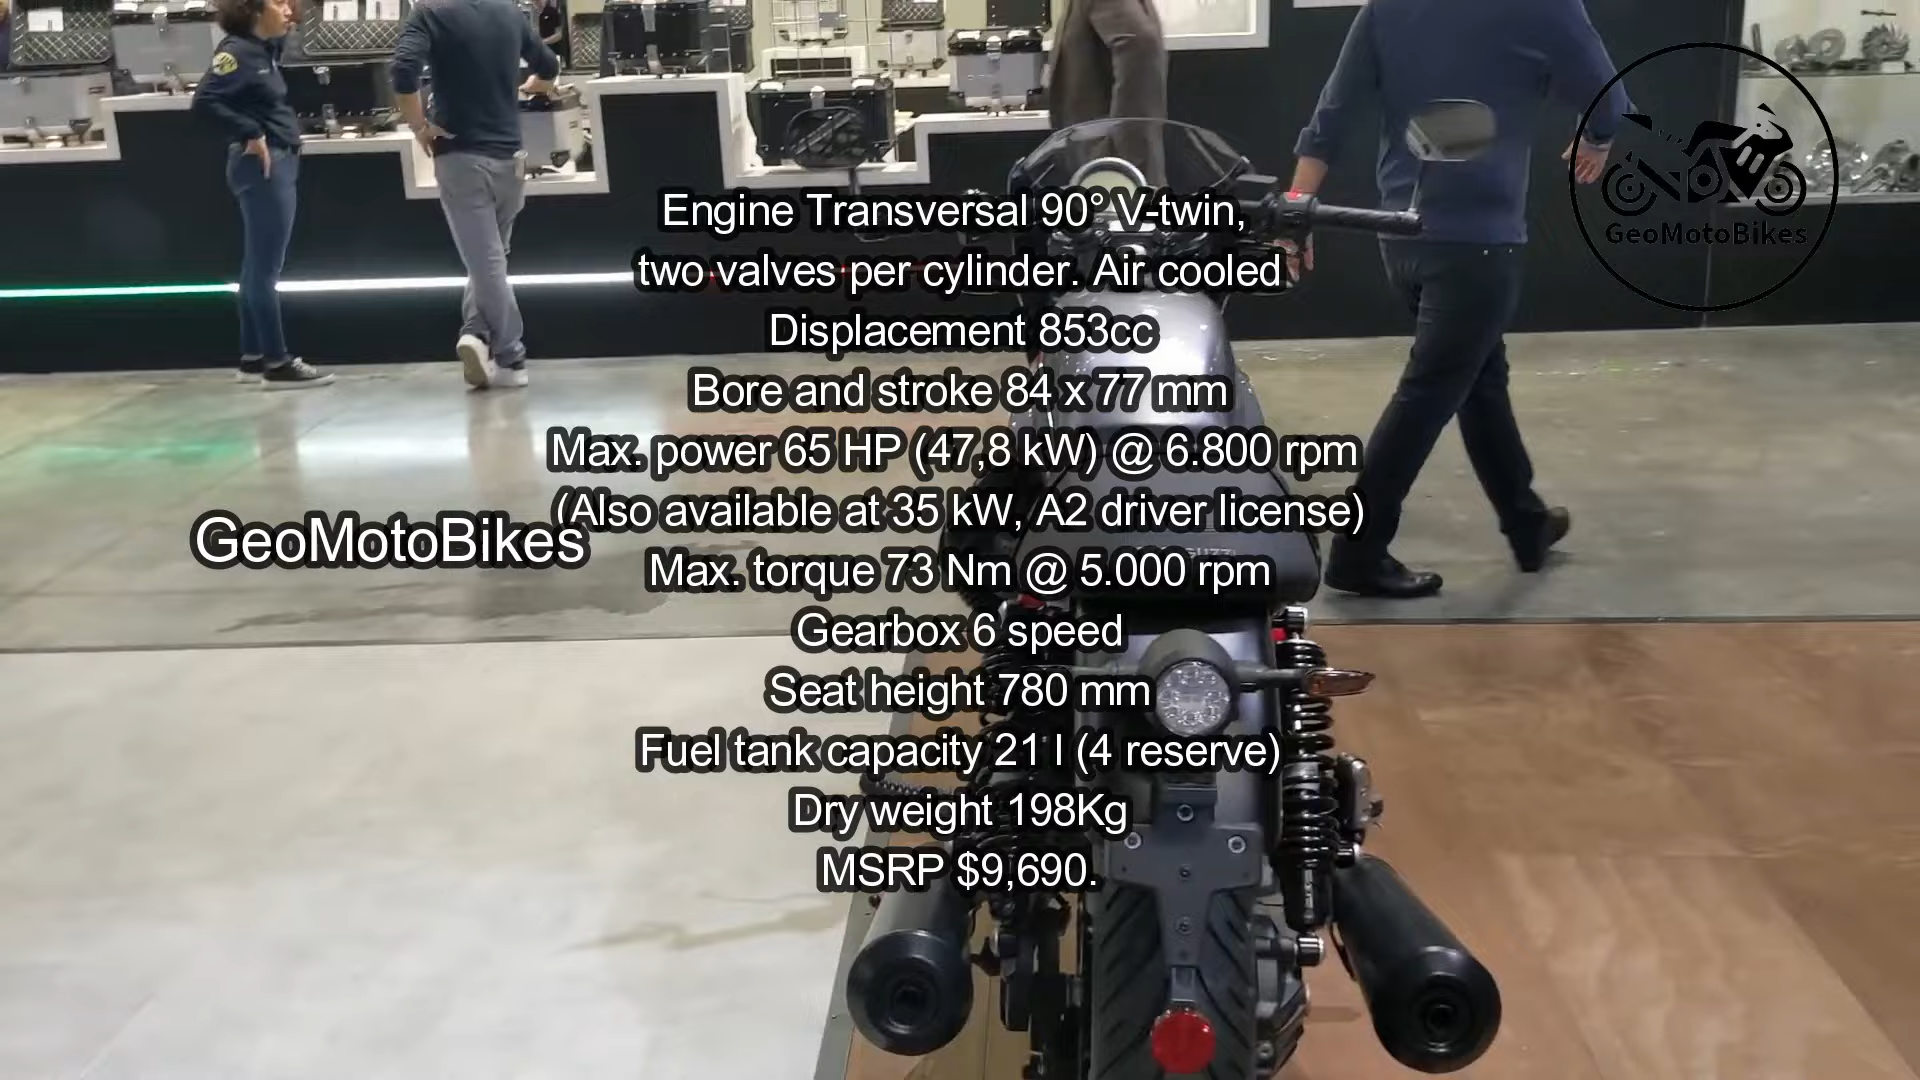 GeoMotoBikes
Engine Transversal 90° V-twin,
two valves per cylinder. Air cooled
Displacement 853cc
Bore and stroke 84 x 77 mm
Max. power 65 HP (47,8 kW) @ 6.800 rpm
(Also available at 35 kW, A2 driver license)
GeoMotoBikes
Max. torque 73 Nm @ 5.000 rpm
Gearbox 6 speed
Seat height 780 mm
Fuel tank capacity 21 l (4 reserve)
Dry weight 198Kg
MSRP $9,690.